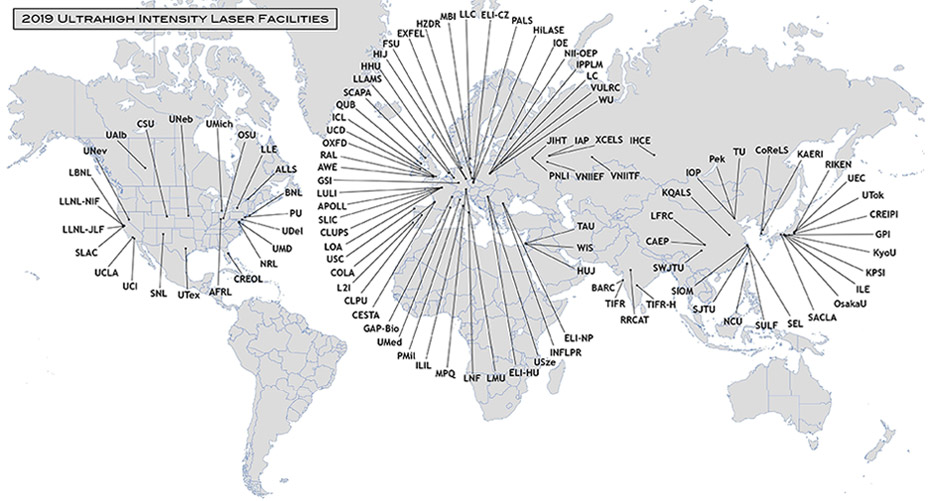 2019 Ultrahigh Intensity Laser Facilities
UAlb
CSU
UNeb
UMich
OSU
LLE
ALLS
BNL
PU
UDel
UMD
NRL
CREOL
AFRL
UTex
SNL
UCI
UCLA
SLAC
LLNL-JLF
LLNL-NIF
LBNL
UNev
MBI
LLC
ELI-CZ
PALS
HiLASE
IOE
NII-OEP
IPPLM
LC
VULRC
WU
HZDR
EXFEL
FSU
HIJ
HHU
LLAMS
SCAPA
QUB
ICL
UCD
OXFD
RAL
AWE
GSI
LULI
APOLL
SLIC
CLUPS
LOA
USC
COLA
L2I
CLPU
CESTA
GAP-Bio
UMed
PMil
ILIL
MPQ
LNF
LMU
ELI-HU
USze
INFLPR
ELI-NP
TAU
WIS
HUJ
JIHT
IAP
XCELS
IHCE
PNLI
VNIIEF
VNIITF
BARC
TIFR
RRCAT
TIFR-H
KQALS
IOP
Pek
TU
CoReLS
KAERI
RIKEN
UEC
UTok
CREIPI
GPI
KyoU
KPSI
ILE
OsakaU
SACLA
SEL
SULF
NCU
SJTU
SIOM
SWJTU
CAEP
LFRC